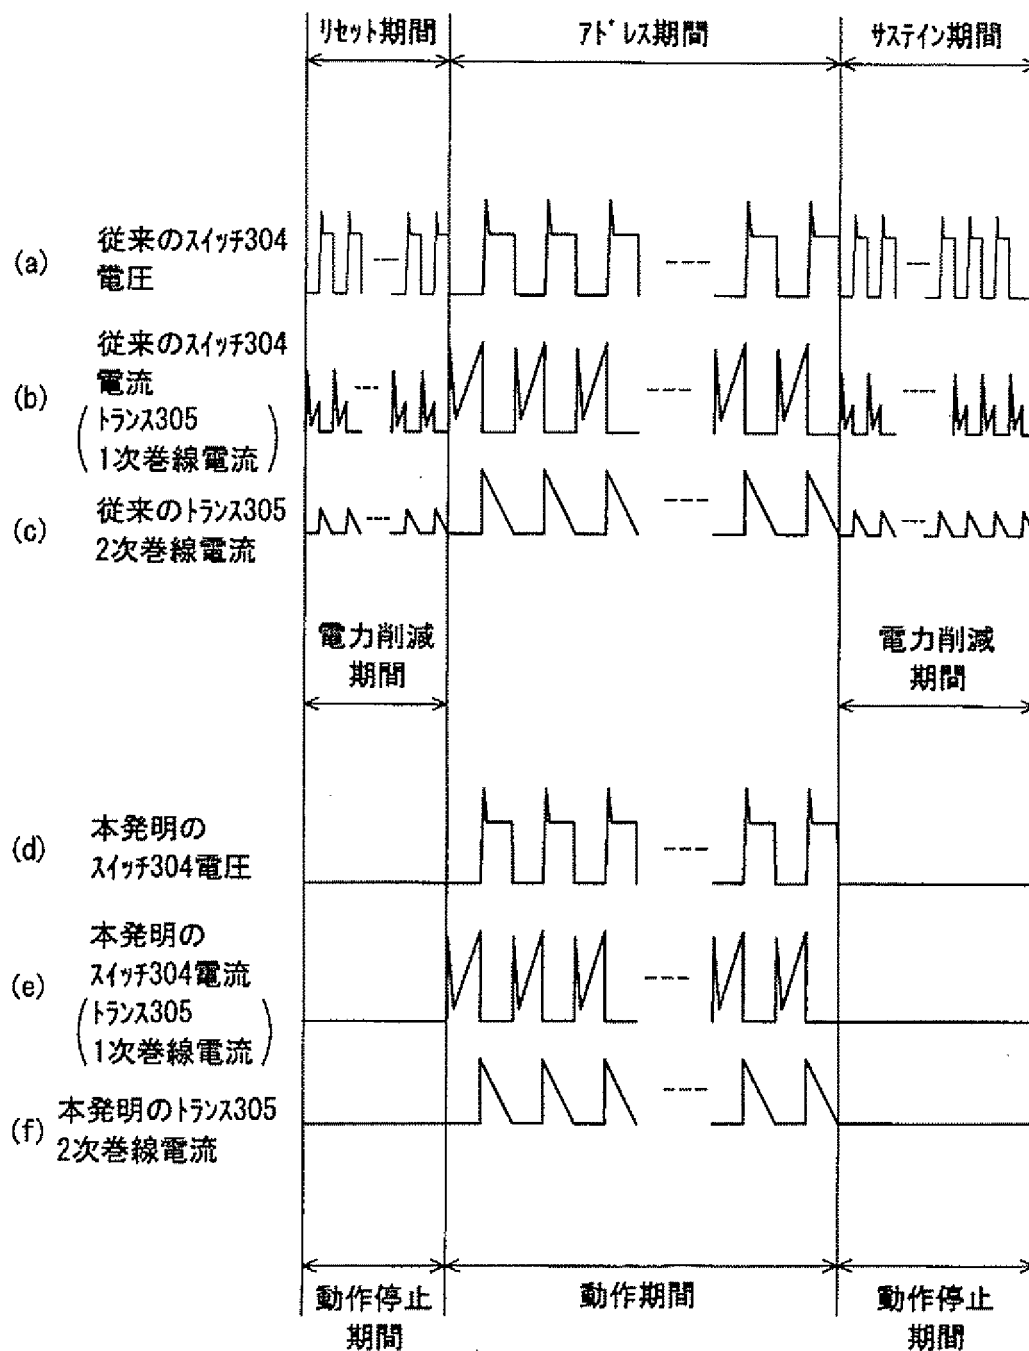 リセット期間
アドレス期間
サステイン期間
(a)
従来のスイッチ304
電圧
(b)
従来のスイッチ304
電流
(トランス305
1次巻線電流)
(c)
従来のトランス305
2次巻線電流
電力削減
期間
電力削減
期間
(d)
本発明の
スイッチ304電圧
(e)
本発明の
スイッチ304電流
(トランス305
1次巻線電流)
(f)
本発明のトランス305
2次巻線電流
動作停止
期間
動作期間
動作停止
期間